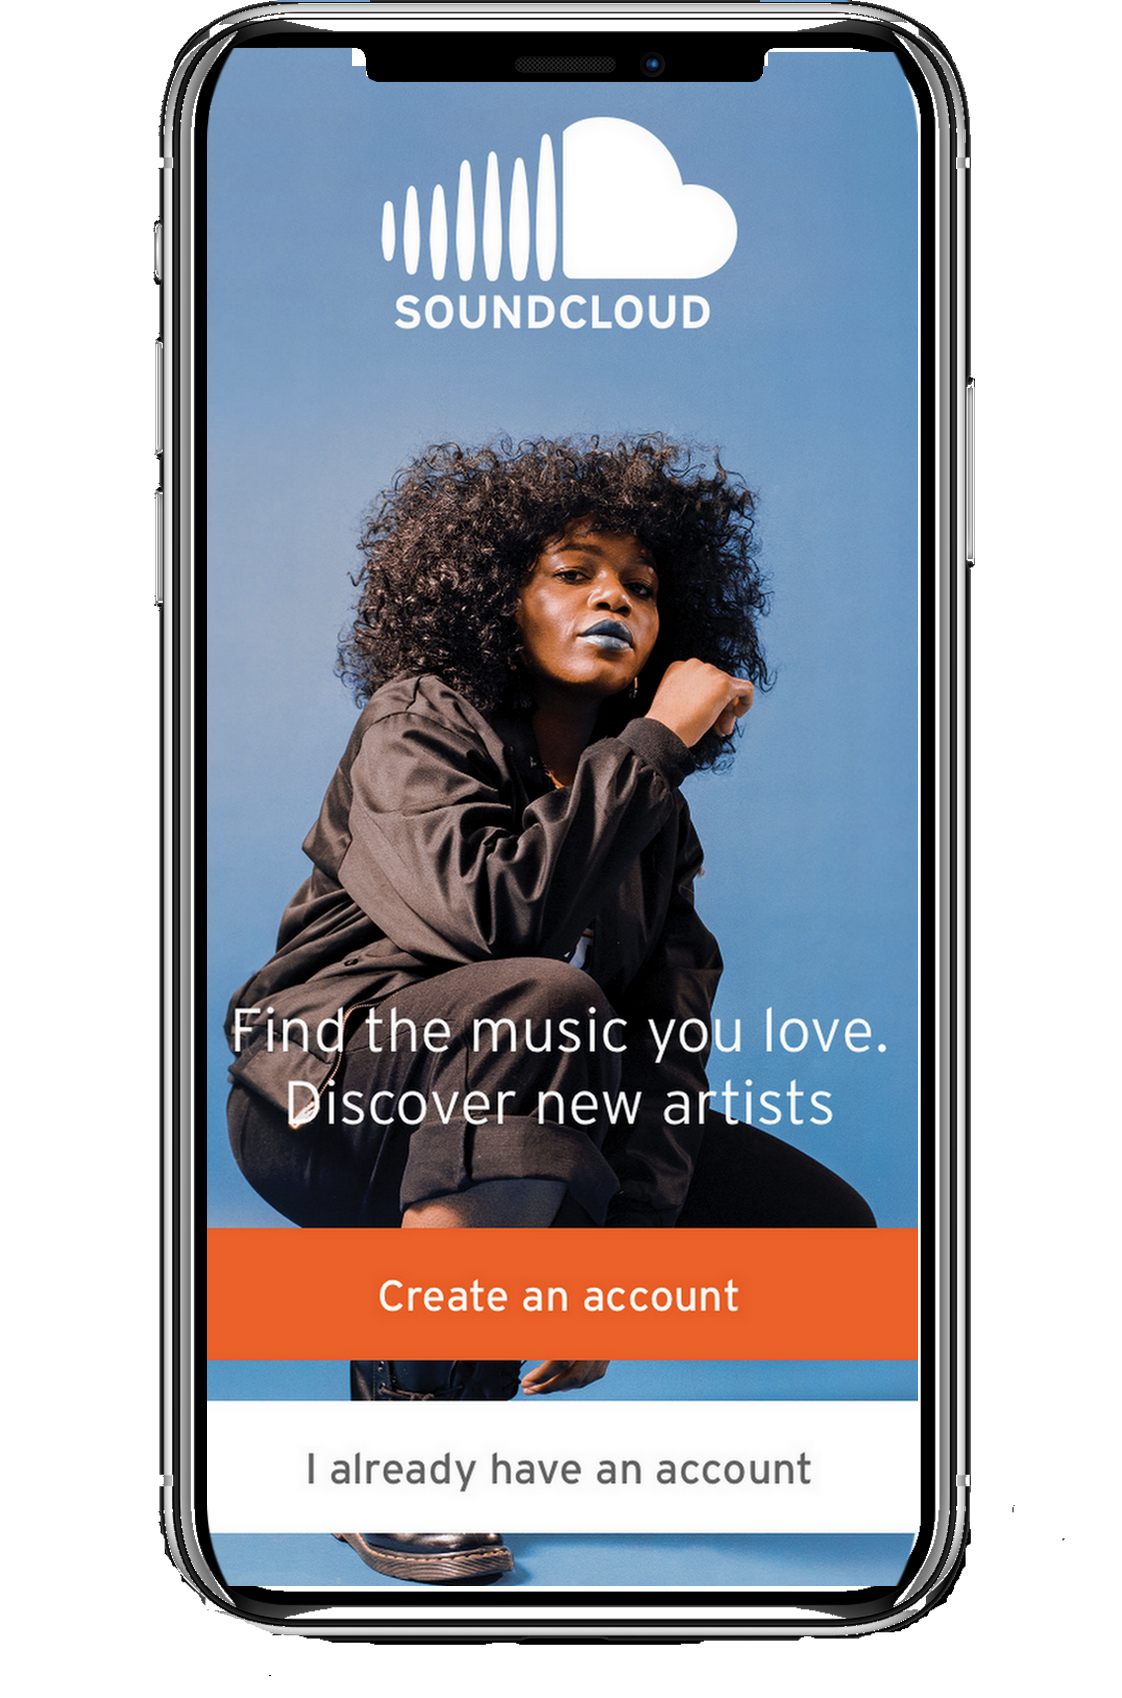 SOUNDCLOUD
Find the music you love.
Discover new artists
Create an account
I already have an account